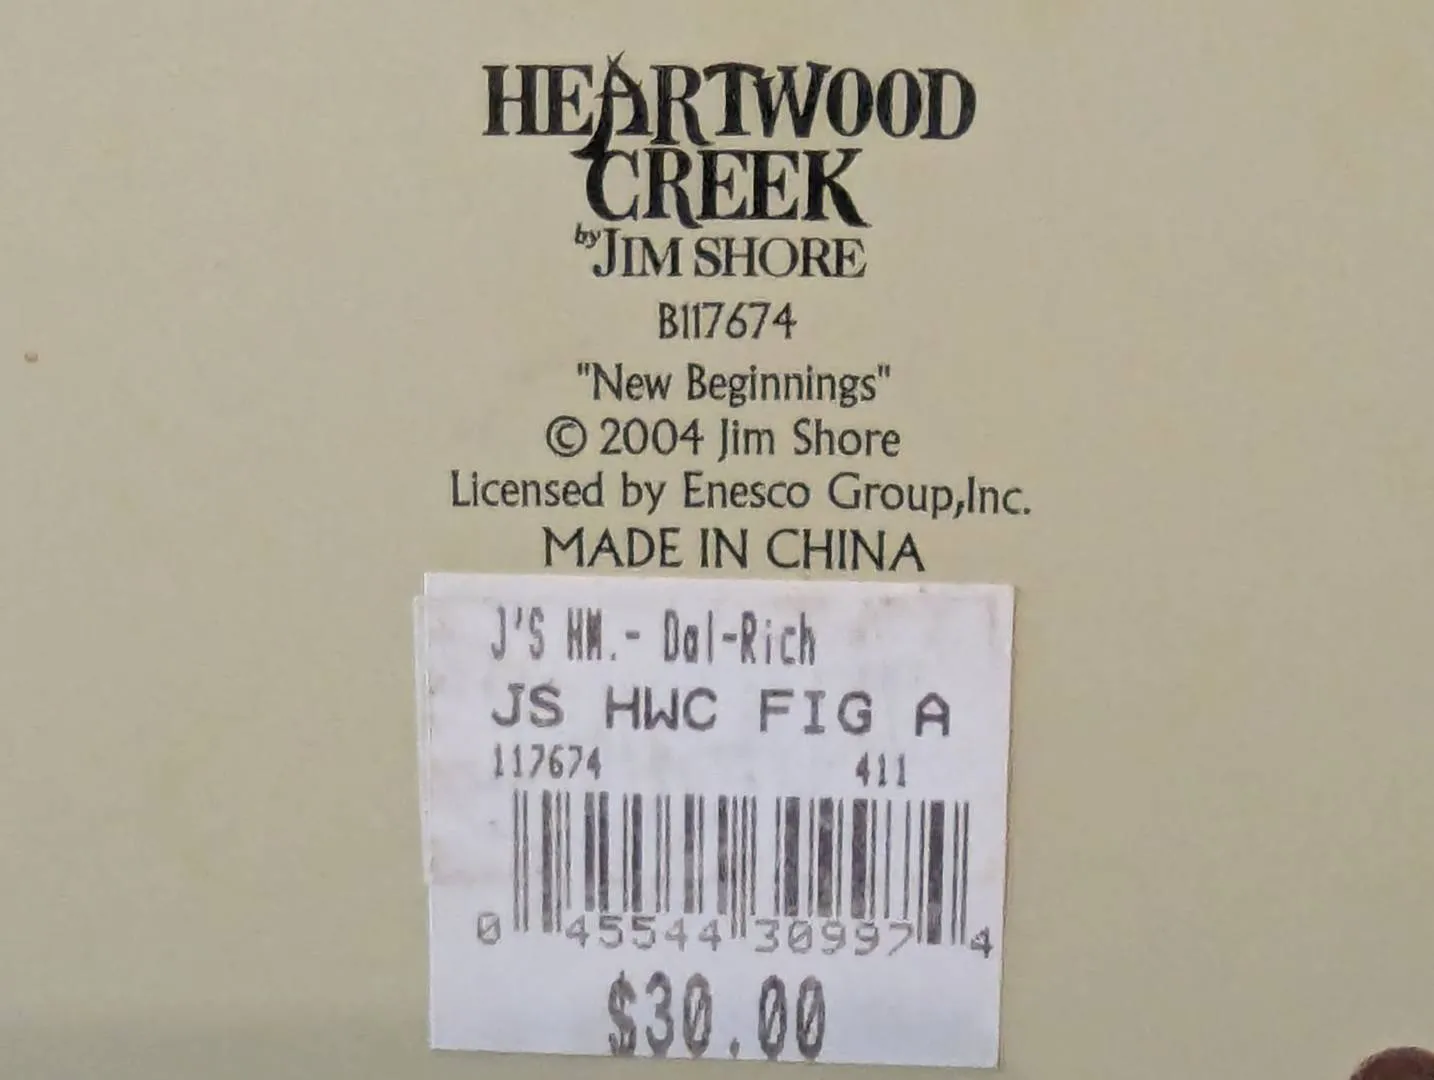 HEARTWOOD
CREEK
by JIM SHORE
B117674
"New Beginnings"
© 2004 Jim Shore
Licensed by Enesco Group,Inc.
MADE IN CHINA
J'S HM.- Dal-Rich
JS HWC FIG A
117674 411
0 45544 30997 4
$30.00